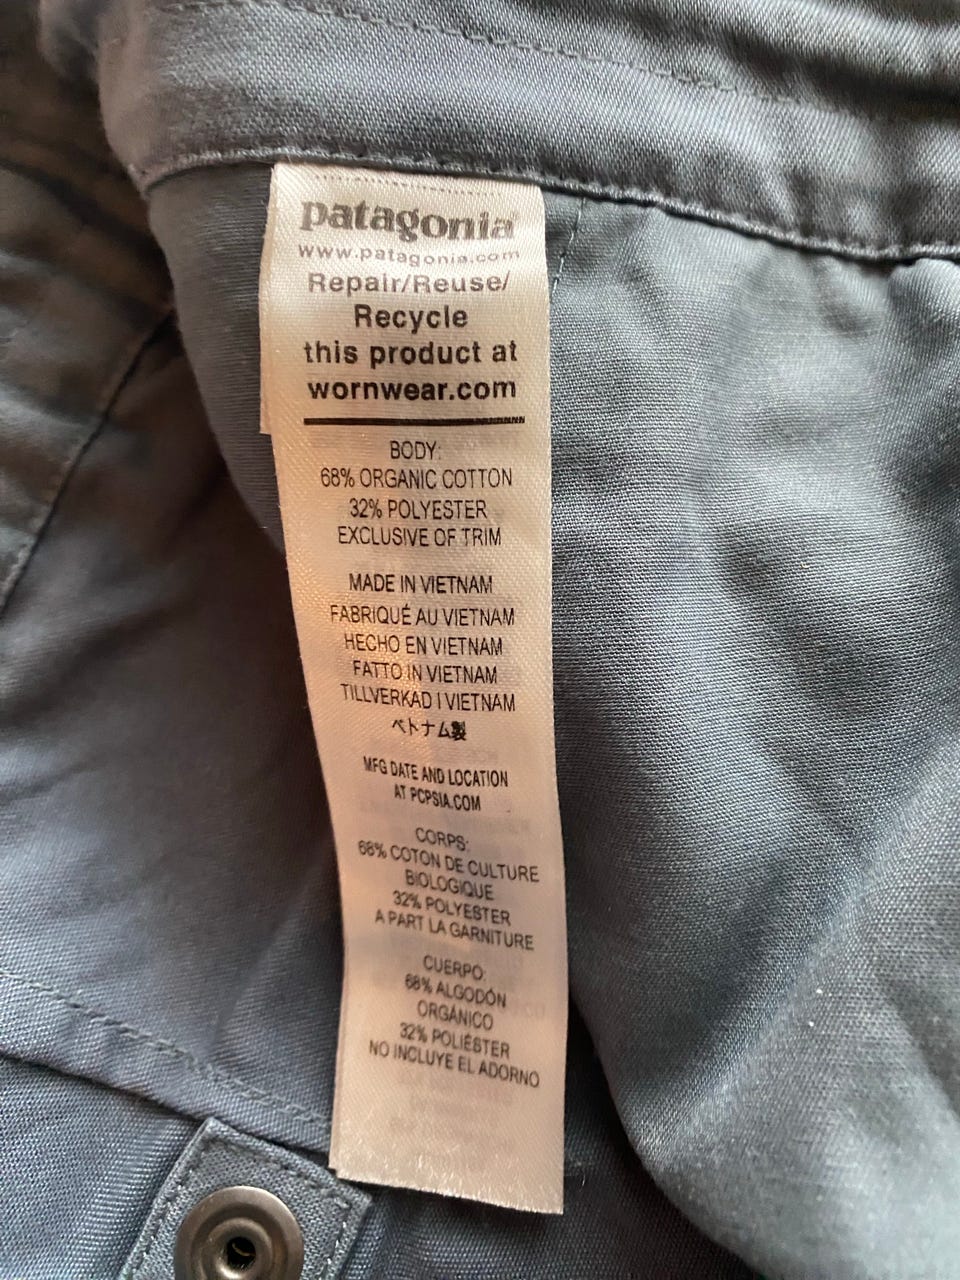 patagonia
www.patagonia.com
Repair/Reuse/
Recycle
this product at
wornwear.com
BODY:
68% ORGANIC COTTON
32% POLYESTER
EXCLUSIVE OF TRIM
MADE IN VIETNAM
FABRIQUÉ AU VIETNAM
HECHO EN VIETNAM
FATTO IN VIETNAM
TILLVERKAD I VIETNAM
ベトナム製
MFG DATE AND LOCATION
AT PCPSIA.COM
CORPS:
68% COTON DE CULTURE
BIOLOGIQUE
32% POLYESTER
A PART LA GARNITURE
CUERPO:
68% ALGODÓN
ORGÁNICO
32% POLIÉSTER
NO INCLUYE EL ADORNO